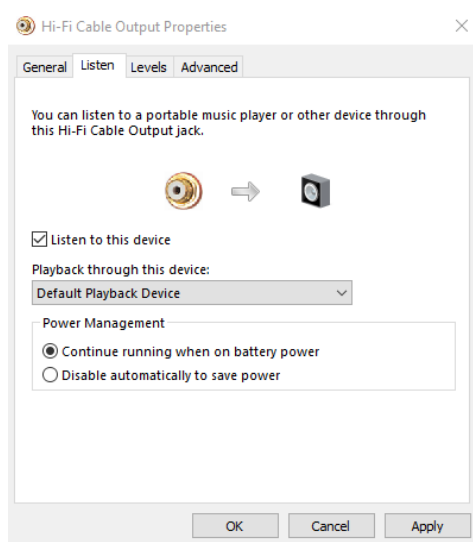 Hi-Fi Cable Output Properties
General Listen Levels Advanced
You can listen to a portable music player or other device through
this Hi-Fi Cable Output jack.
Listen to this device
Playback through this device:
Default Playback Device
Power Management
Continue running when on battery power
Disable automatically to save power
OK Cancel Apply